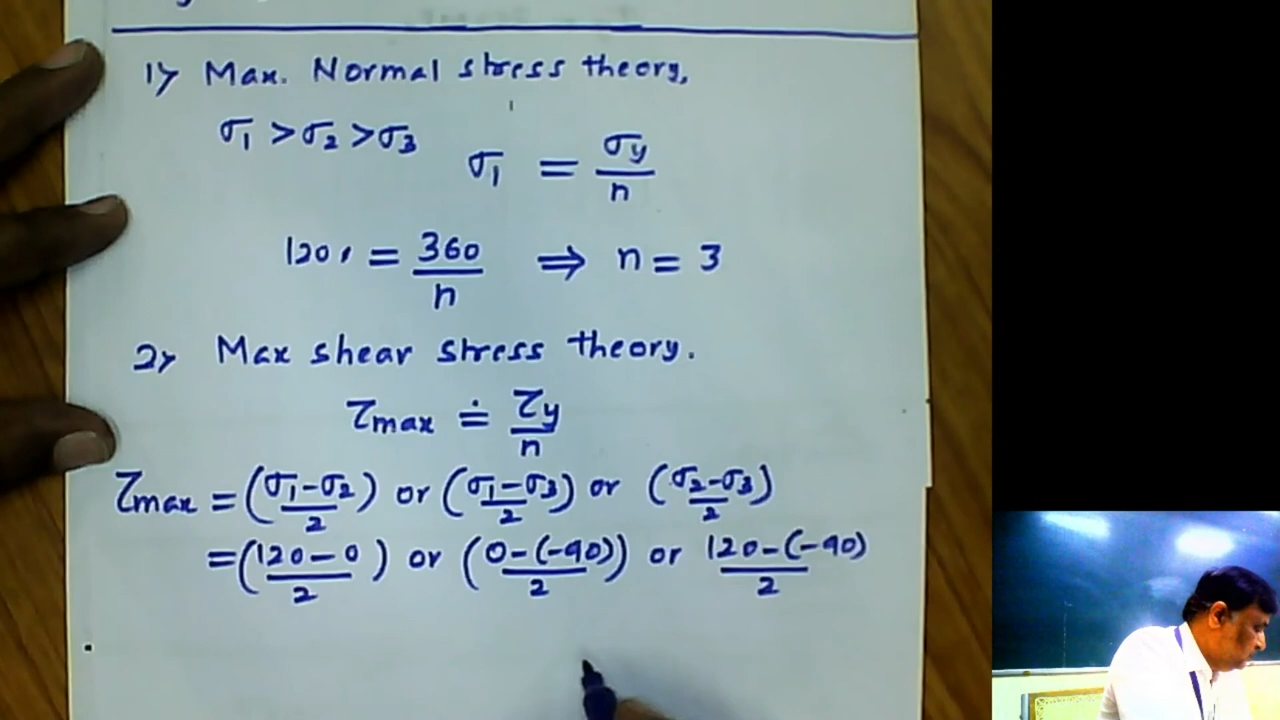 1) Max. Normal stress theory,
σ1 > σ2 > σ3
σ1 = σy/n
120 = 360/n ⇒ n = 3
2) Max shear stress theory.
τmax = τy/n
τmax = (σ1-σ2/2) or (σ1-σ3/2) or (σ2-σ3/2)
= (120-0/2) or (0-(-90)/2) or 120-(-90)/2